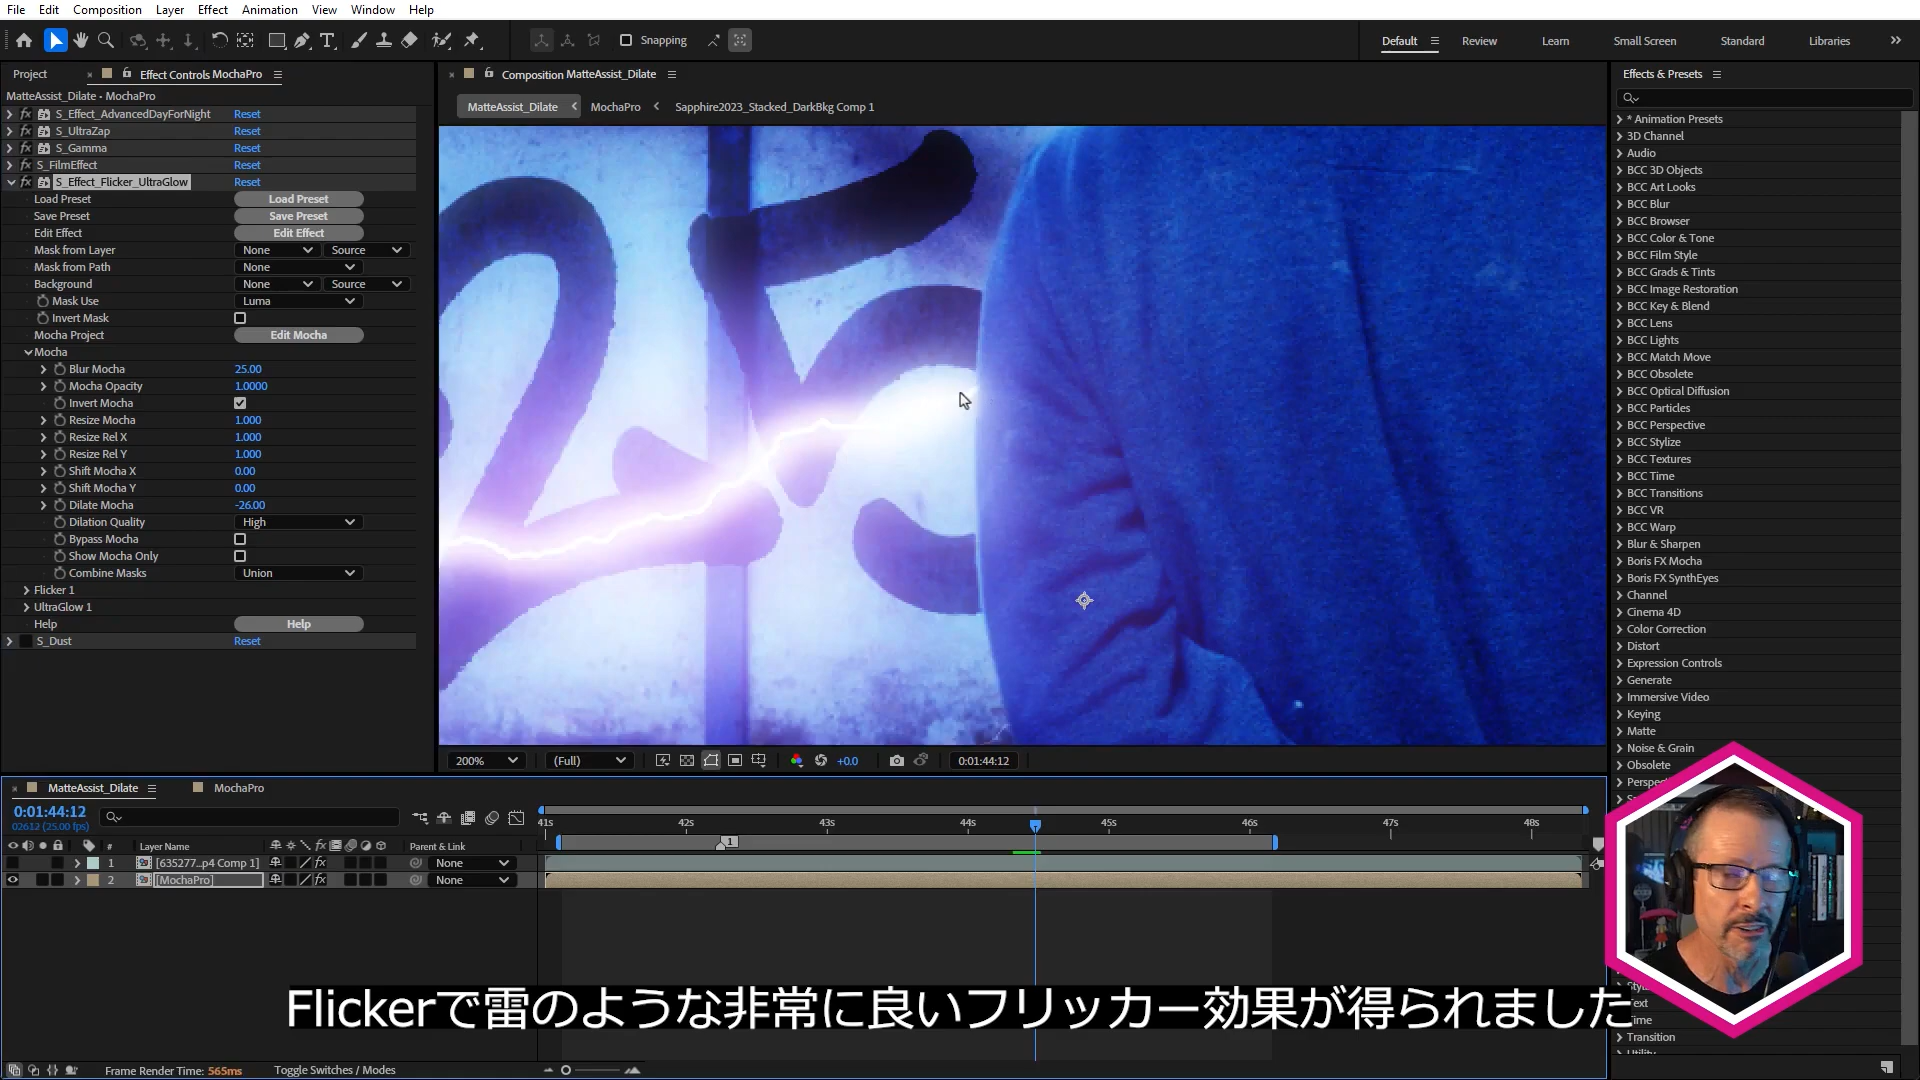 File Edit Composition Layer Effect Animation View Window Help
Snapping
Default Review Learn Small Screen Standard Libraries
Project Effect Controls MochaPro
MatteAssist_Dilate - MochaPro
S_Effect_AdvancedDayForNight Reset
S_UltraZap Reset
S_Gamma Reset
S_FilmEffect Reset
S_Effect_Flicker_UltraGlow Reset
Load Preset Load Preset
Save Preset Save Preset
Edit Effect Edit Effect
Mask from Layer None Source
Mask from Path None
Background None Source
Mask Use Luma
Invert Mask
Mocha Project Edit Mocha
Mocha
Blur Mocha 25.00
Mocha Opacity 1.0000
Invert Mocha
Resize Mocha 1.000
Resize Rel X 1.000
Resize Rel Y 1.000
Shift Mocha X 0.00
Shift Mocha Y 0.00
Dilate Mocha -26.00
Dilation Quality High
Bypass Mocha
Show Mocha Only
Combine Masks Union
Flicker 1
UltraGlow 1
Help Help
S_Dust Reset
Composition MatteAssist_Dilate
MatteAssist_Dilate MochaPro Sapphire2023_Stacked_DarkBkg Comp 1
200% (Full) +0.0 0:01:44:12
Effects & Presets
* Animation Presets
3D Channel
Audio
BCC 3D Objects
BCC Art Looks
BCC Blur
BCC Browser
BCC Color & Tone
BCC Film Style
BCC Grads & Tints
BCC Image Restoration
BCC Key & Blend
BCC Lens
BCC Lights
BCC Match Move
BCC Obsolete
BCC Optical Diffusion
BCC Particles
BCC Perspective
BCC Stylize
BCC Textures
BCC Time
BCC Transitions
BCC VR
BCC Warp
Blur & Sharpen
Boris FX Mocha
Boris FX SynthEyes
Channel
Cinema 4D
Color Correction
Distort
Expression Controls
Generate
Immersive Video
Keying
Matte
Noise & Grain
Obsolete
Text
Time
Transition
MatteAssist_Dilate MochaPro
0:01:44:12
02612 (25.00 fps)
41s 42s 43s 44s 45s 46s 47s 48s
1
# Layer Name fx Parent & Link
1 [635277...p4 Comp 1] fx None
2 [MochaPro] fx None
Flickerで雷のような非常に良いフリッカー効果が得られました
Frame Render Time: 565ms Toggle Switches / Modes